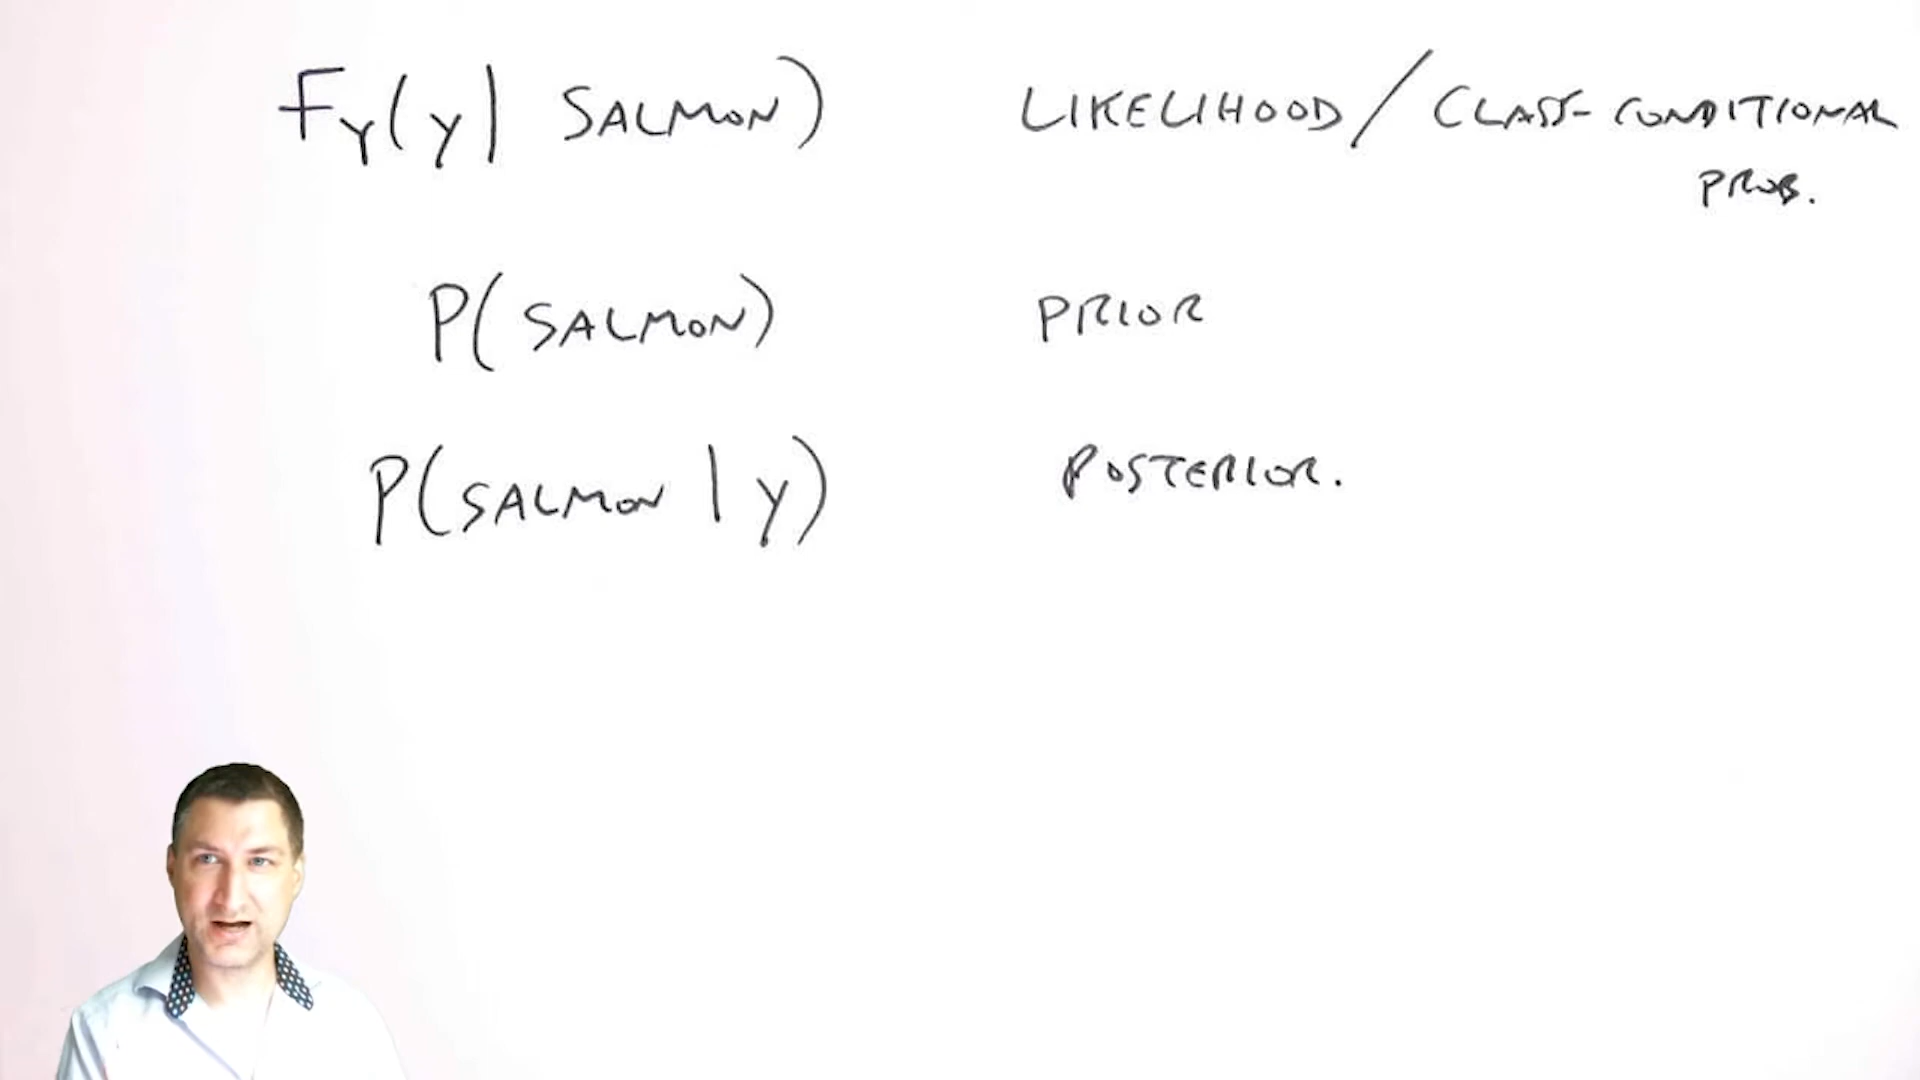 FY(y| SALMON) LIKELIHOOD / CLASS-CONDITIONAL
PROB.
P(SALMON) PRIOR
P(SALMON | y) POSTERIOR.